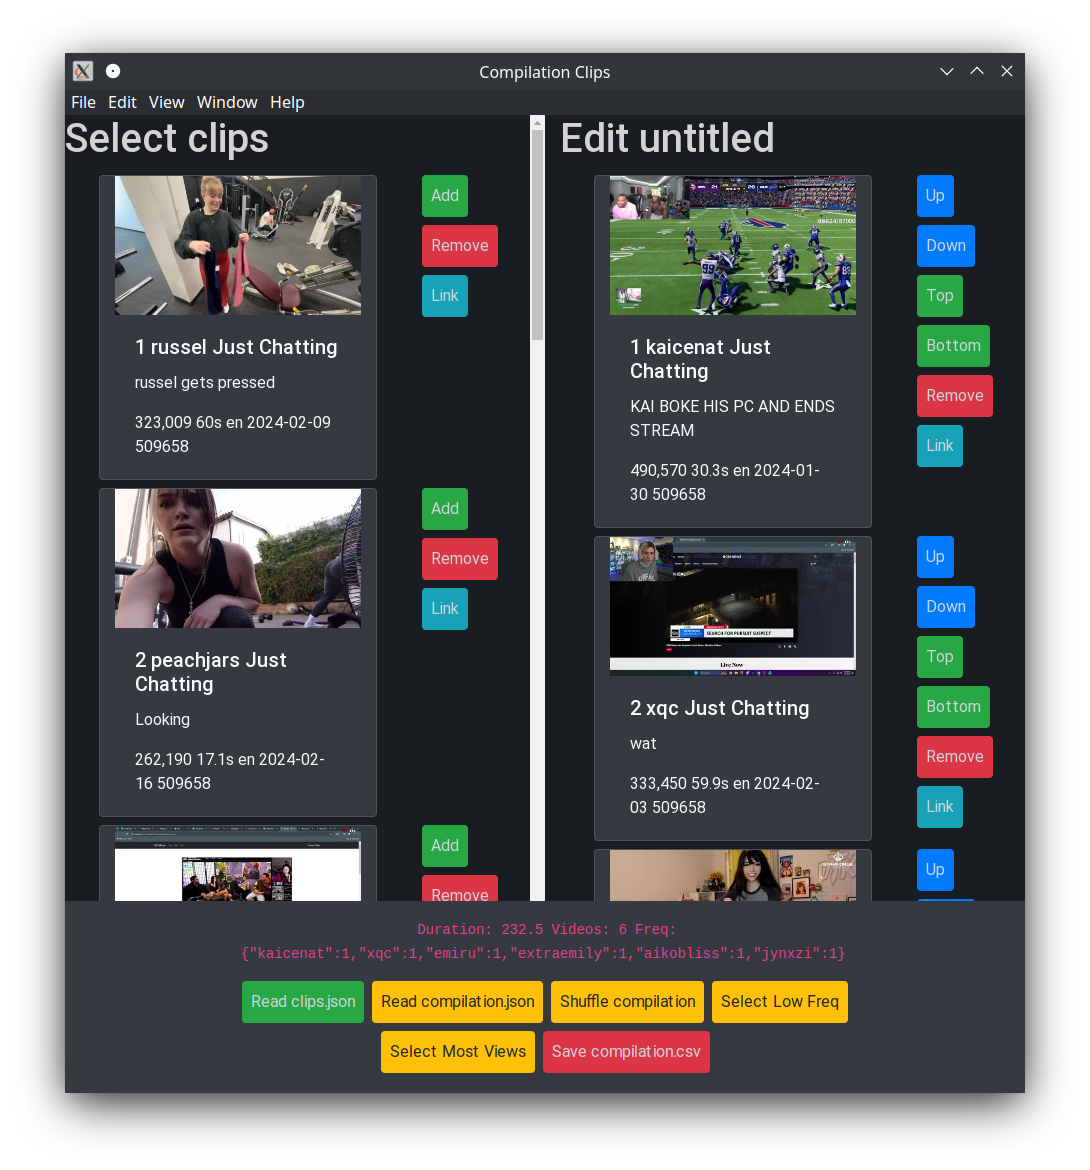 Compilation Clips
File Edit View Window Help
Select clips
Add
Remove
Link
1 russel Just Chatting
russel gets pressed
323,009 60s en 2024-02-09
509658
Add
Remove
Link
2 peachjars Just
Chatting
Looking
262,190 17.1s en 2024-02-
16 509658
Add
Remove
Edit untitled
Up
Down
Top
Bottom
Remove
Link
1 kaicenat Just
Chatting
KAI BOKE HIS PC AND ENDS
STREAM
490,570 30.3s en 2024-01-
30 509658
SEARCH FOR PURSUIT SUSPECT
Live Now
Up
Down
Top
Bottom
Remove
Link
2 xqc Just Chatting
wat
333,450 59.9s en 2024-02-
03 509658
Up
Duration: 232.5 Videos: 6 Freq:
{"kaicenat":1,"xqc":1,"emiru":1,"extraemily":1,"aikobliss":1,"jynxzi":1}
Read clips.json Read compilation.json Shuffle compilation Select Low Freq
Select Most Views Save compilation.csv